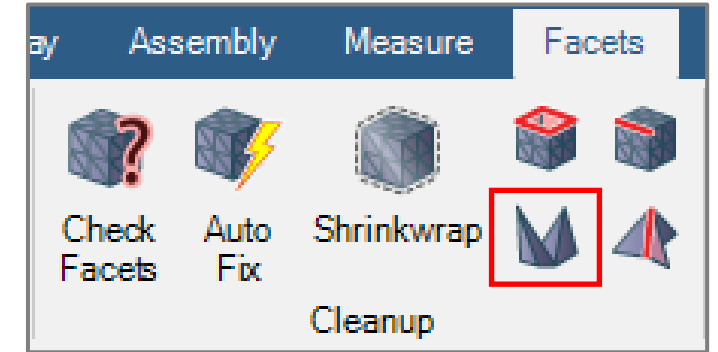 ay Assembly Measure Facets
Check Facets
Auto Fix
Shrinkwrap
Cleanup